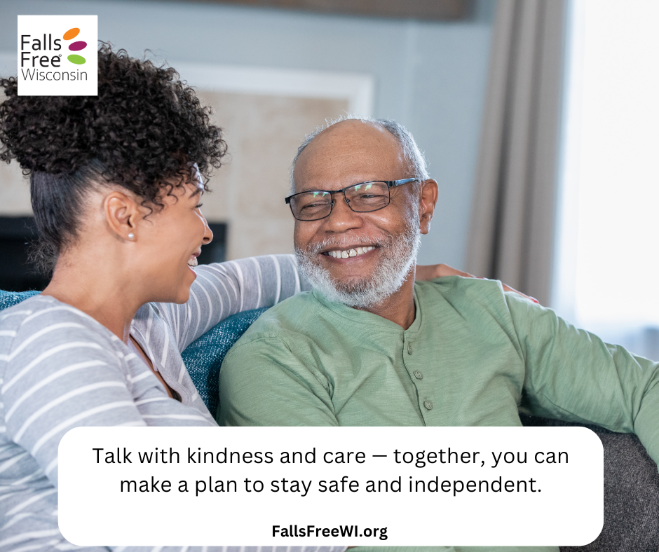 Falls
Free
Wisconsin
Talk with kindness and care — together, you can
make a plan to stay safe and independent.
FallsFreeWI.org